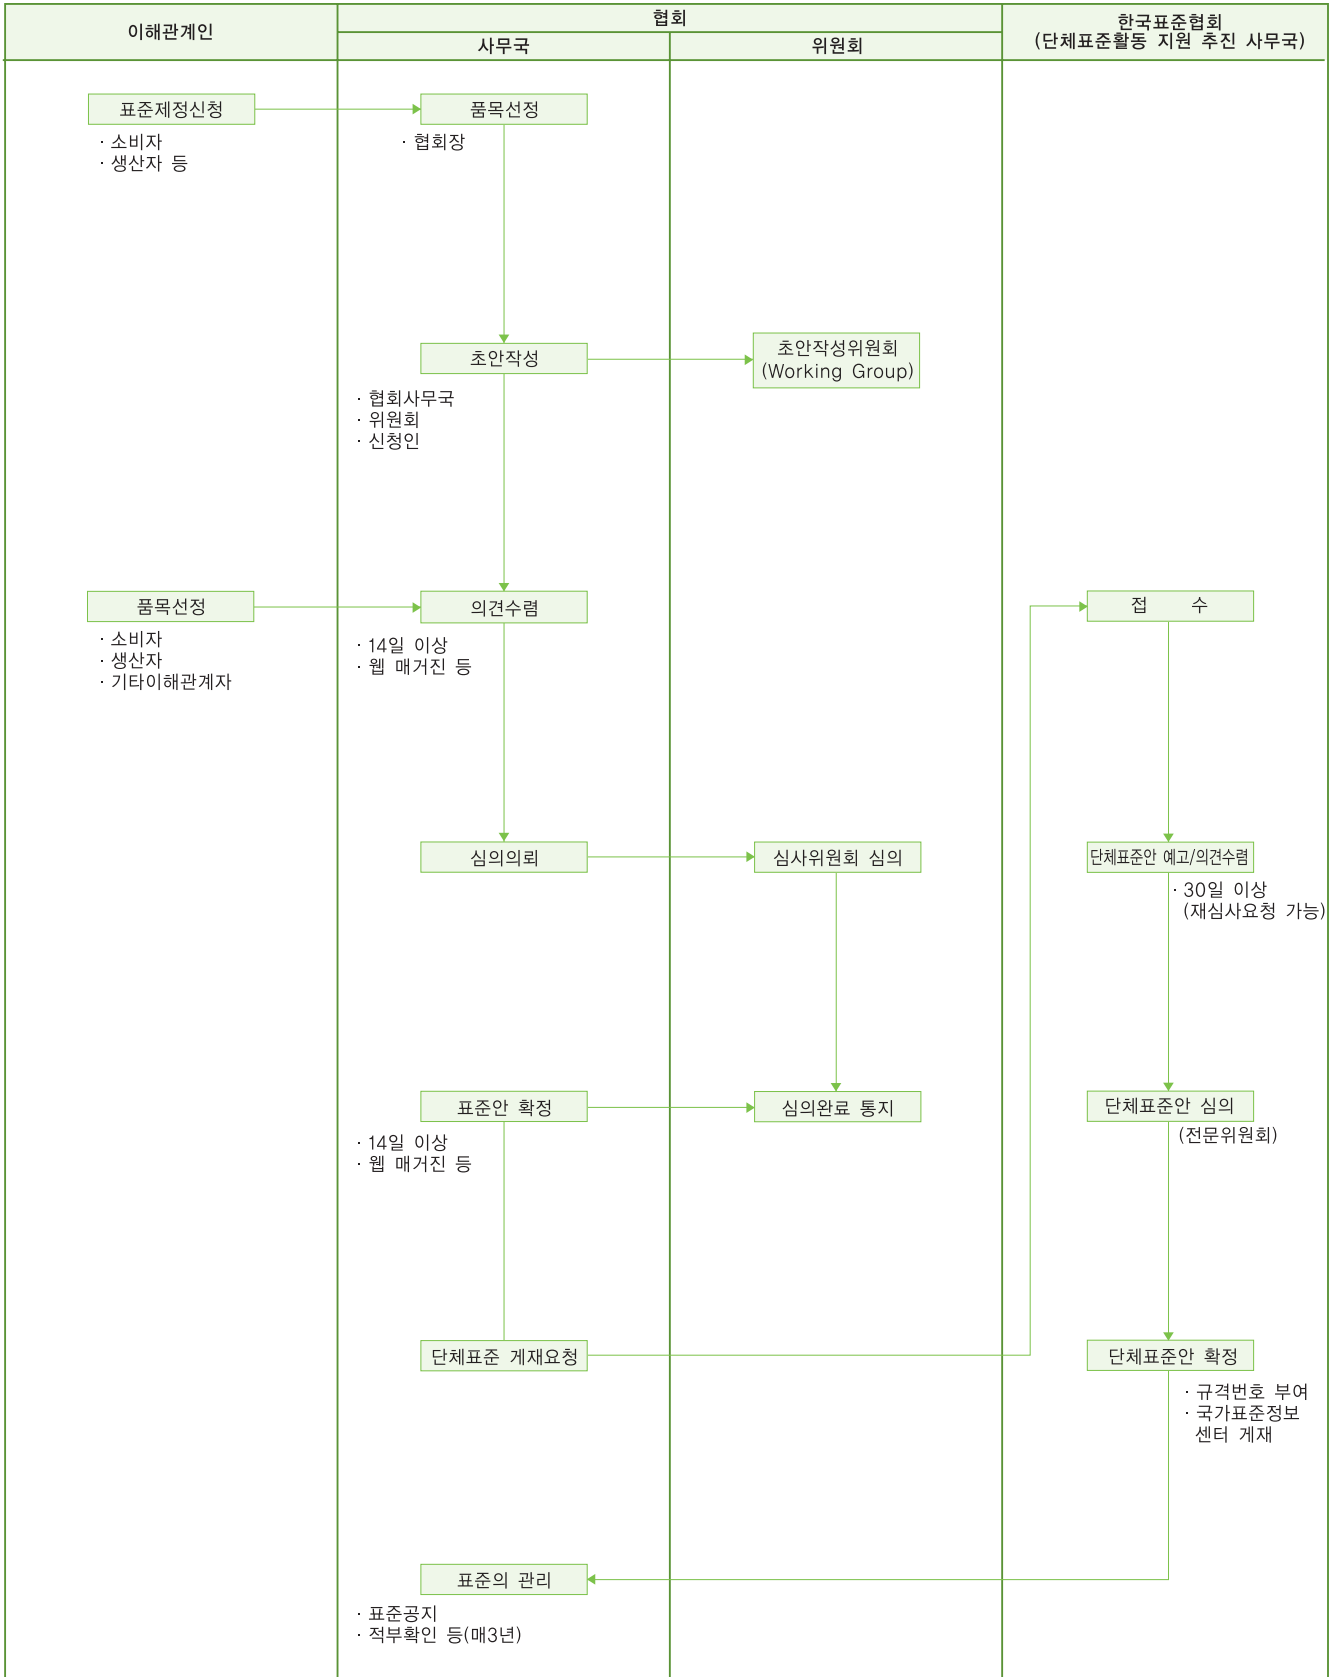 이해관계인
협회
사무국
위원회
한국표준협회
(단체표준활동 지원 추진 사무국)
표준제정신청
· 소비자
· 생산자 등
품목선정
· 협회장
초안작성
· 협회사무국
· 위원회
· 신청인
초안작성위원회
(Working Group)
품목선정
· 소비자
· 생산자
· 기타이해관계자
의견수렴
· 14일 이상
· 웹 매거진 등
접 수
심의의뢰
심사위원회 심의
단체표준안 예고/의견수렴
· 30일 이상
(재심사요청 가능)
표준안 확정
· 14일 이상
· 웹 매거진 등
심의완료 통지
단체표준안 심의
(전문위원회)
단체표준 게재요청
단체표준안 확정
· 규격번호 부여
· 국가표준정보
센터 게재
표준의 관리
· 표준공지
· 적부확인 등(매3년)